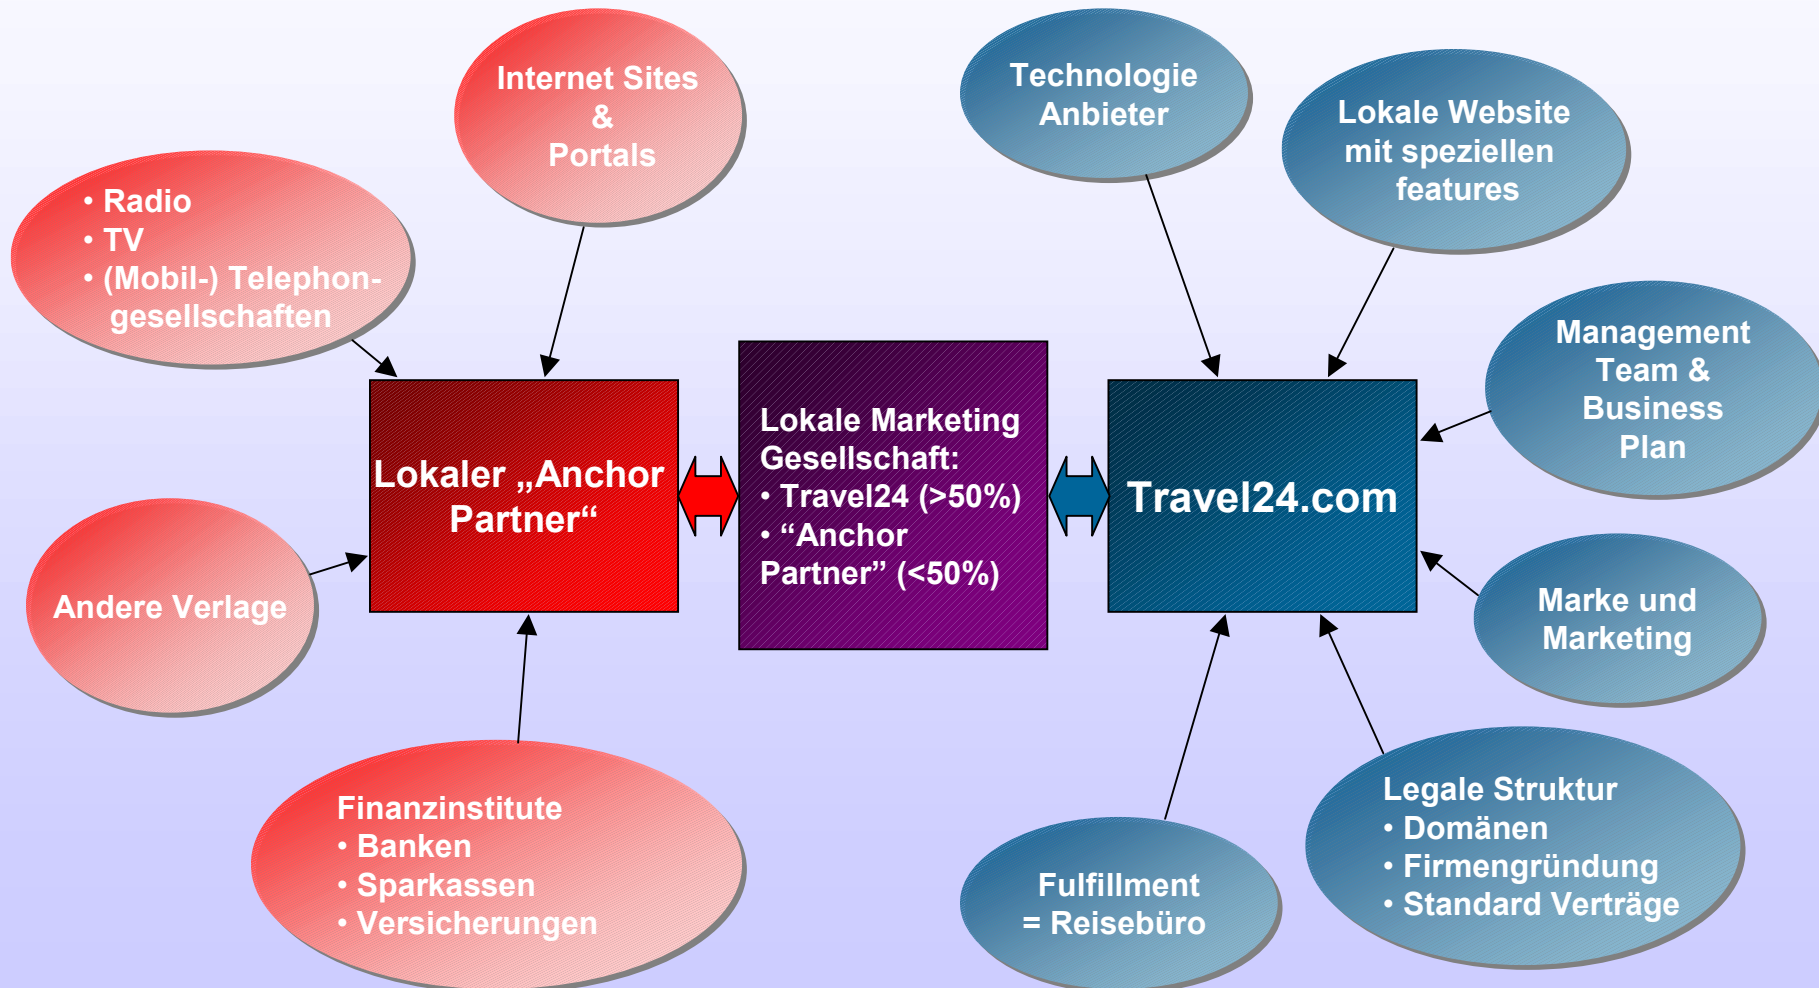 Internet Sites
&
Portals
Technologie
Anbieter
Lokale Website
mit speziellen
features
• Radio
• TV
• (Mobil-) Telephon-
gesellschaften
Management
Team &
Business
Plan
Lokaler „Anchor
Partner“
Lokale Marketing
Gesellschaft:
• Travel24 (>50%)
• “Anchor
Partner” (<50%)
Travel24.com
Andere Verlage
Marke und
Marketing
Finanzinstitute
• Banken
• Sparkassen
• Versicherungen
Fulfillment
= Reisebüro
Legale Struktur
• Domänen
• Firmengründung
• Standard Verträge